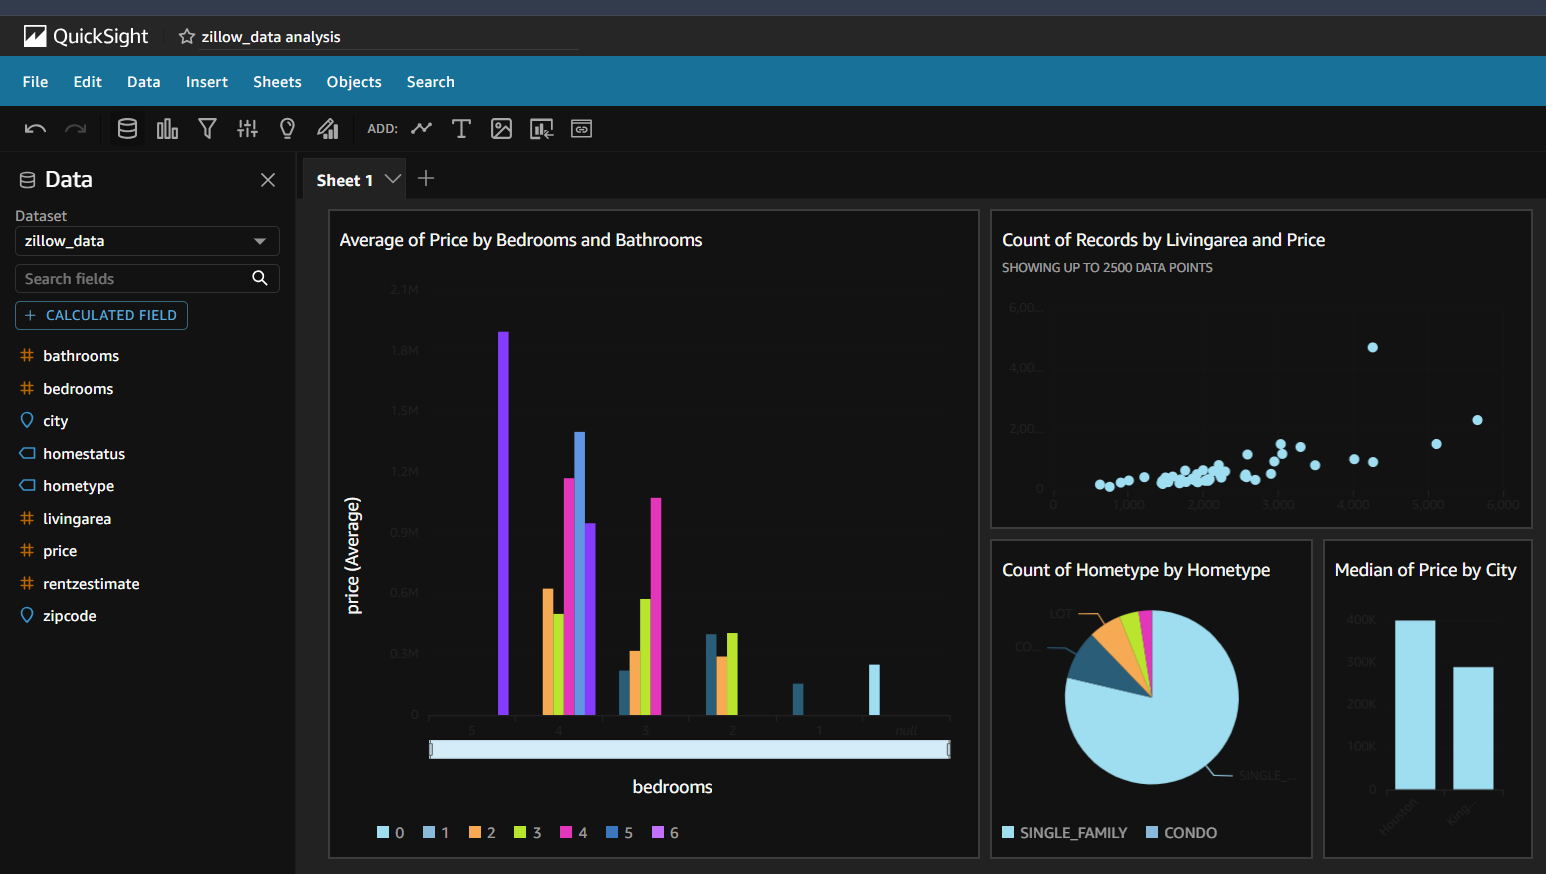 QuickSight
zillow_data analysis
File Edit Data Insert Sheets Objects Search
ADD:
Data
Dataset
zillow_data
Search fields
+ CALCULATED FIELD
bathrooms
bedrooms
city
homestatus
hometype
livingarea
price
rentzestimate
zipcode
Sheet 1
Average of Price by Bedrooms and Bathrooms
2.1M
1.8M
1.5M
1.2M
0.9M
0.6M
0.3M
0
price (Average)
5 4 3 2 1 null
bedrooms
0 1 2 3 4 5 6
Count of Records by Livingarea and Price
SHOWING UP TO 2500 DATA POINTS
6,00...
4,00...
2,00...
0
0 1,000 2,000 3,000 4,000 5,000 6,000
Count of Hometype by Hometype
LOT
CO...
SINGLE_...
SINGLE_FAMILY CONDO
Median of Price by City
400K
300K
200K
100K
0
Houston King...